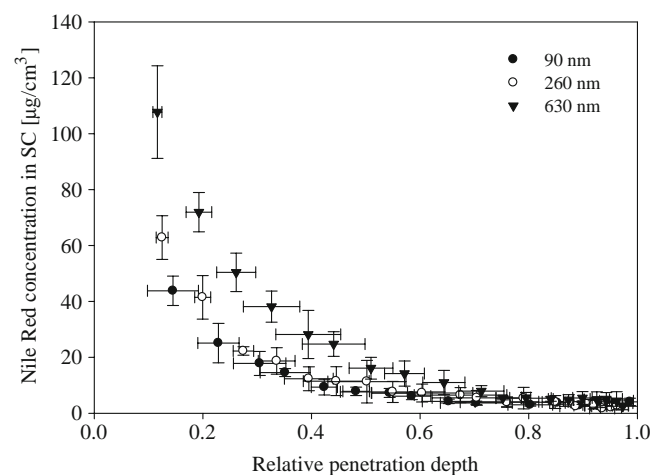 140
120
100
80
60
40
20
0
Nile Red concentration in SC [µg/cm³]
90 nm
260 nm
630 nm
0.0 0.2 0.4 0.6 0.8 1.0
Relative penetration depth